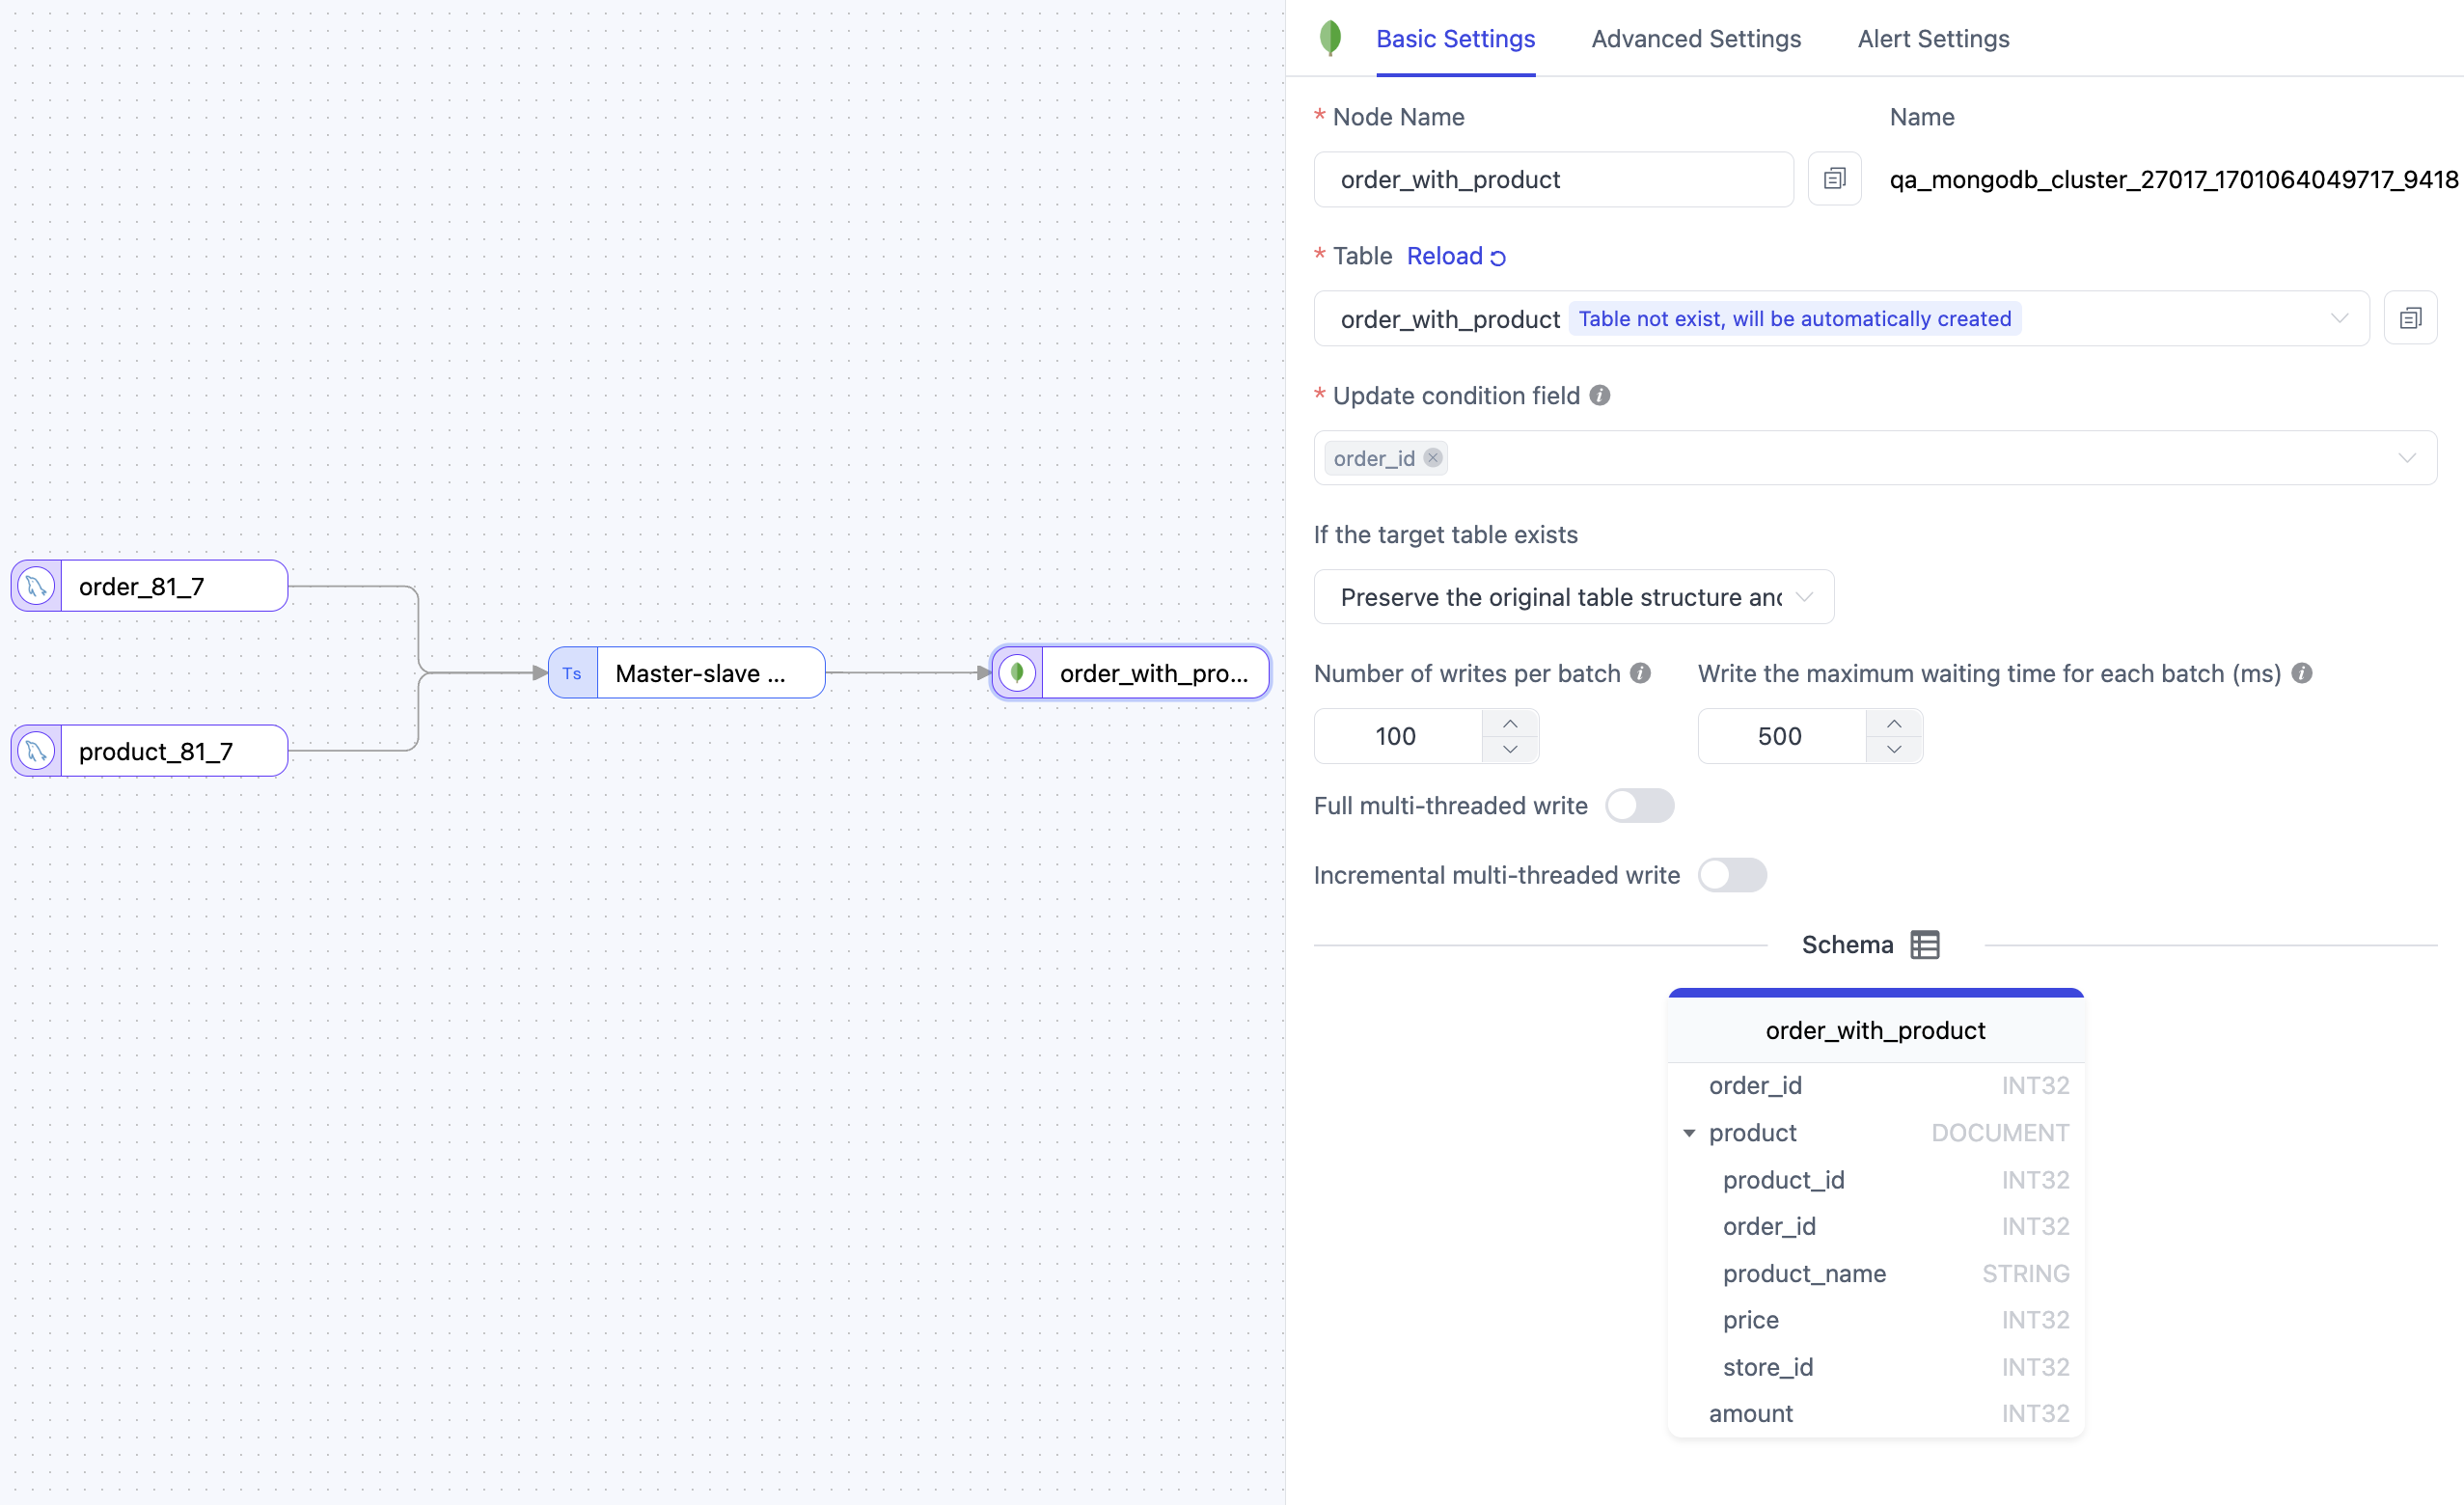 Basic Settings Advanced Settings Alert Settings
* Node Name Name
order_with_product qa_mongodb_cluster_27017_1701064049717_9418
* Table Reload
order_with_product Table not exist, will be automatically created
* Update condition field
order_id
If the target table exists
Preserve the original table structure and
Number of writes per batch Write the maximum waiting time for each batch (ms)
100 500
Full multi-threaded write
Incremental multi-threaded write
Schema
order_with_product
order_id INT32
product DOCUMENT
product_id INT32
order_id INT32
product_name STRING
price INT32
store_id INT32
amount INT32
order_81_7
product_81_7
Ts Master-slave ...
order_with_pro...